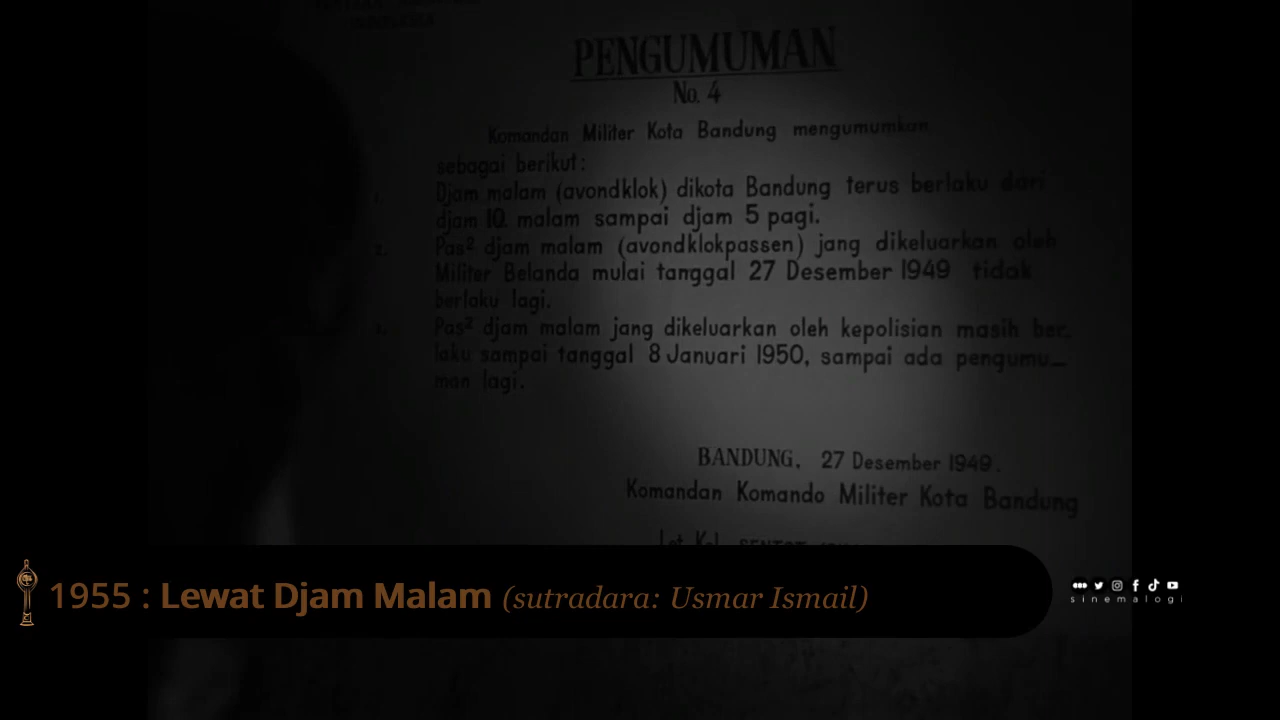 PENGUMUMAN
No. 4
Komandan Militer Kota Bandung mengumumkan
sebagai berikut:
1. Djam malam (avondklok) dikota Bandung terus berlaku dari
djam 10 malam sampai djam 5 pagi.
2. Pas² djam malam (avondklokpassen) jang dikeluarkan oleh
Militer Belanda mulai tanggal 27 Desember 1949 tidak
berlaku lagi.
3. Pas² djam malam jang dikeluarkan oleh kepolisian masih ber-
laku sampai tanggal 8 Januari 1950, sampai ada pengumu-
man lagi.
BANDUNG, 27 Desember 1949.
Komandan Komando Militer Kota Bandung
1955 : Lewat Djam Malam (sutradara: Usmar Ismail)
sinemalogi